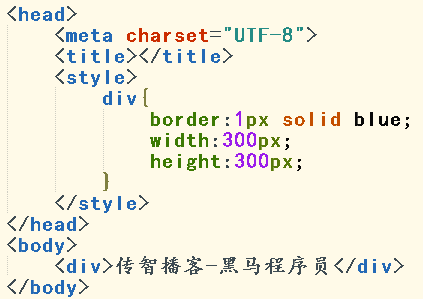 <head>
    <meta charset="UTF-8">
    <title></title>
    <style>
        div{
            border:1px solid blue;
            width:300px;
            height:300px;
        }
    </style>
</head>
<body>
    <div>传智播客-黑马程序员</div>
</body>